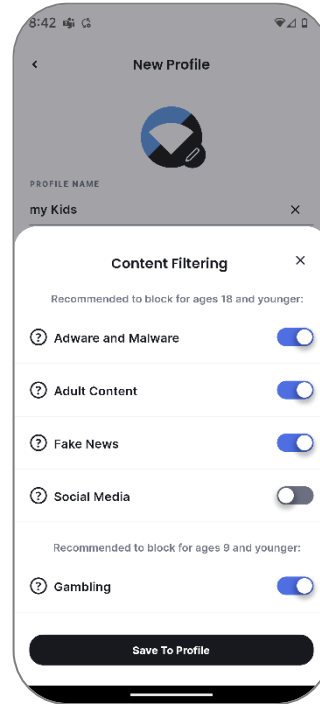 8:42
New Profile
PROFILE NAME
my Kids
Content Filtering
Recommended to block for ages 18 and younger:
Adware and Malware
Adult Content
Fake News
Social Media
Recommended to block for ages 9 and younger:
Gambling
Save To Profile